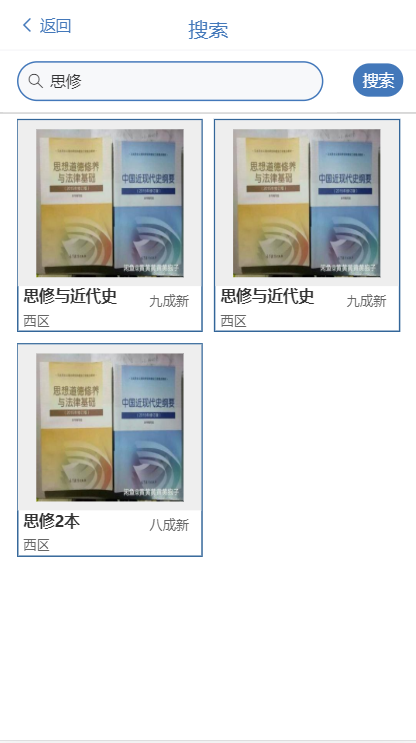 返回
搜索
思修
搜索
思想道德修养
与法律基础
中国近现代史纲要
思想道德修养
与法律基础
中国近现代史纲要
思修与近代史
九成新
西区
思修与近代史
九成新
西区
思想道德修养
与法律基础
中国近现代史纲要
思修2本
八成新
西区